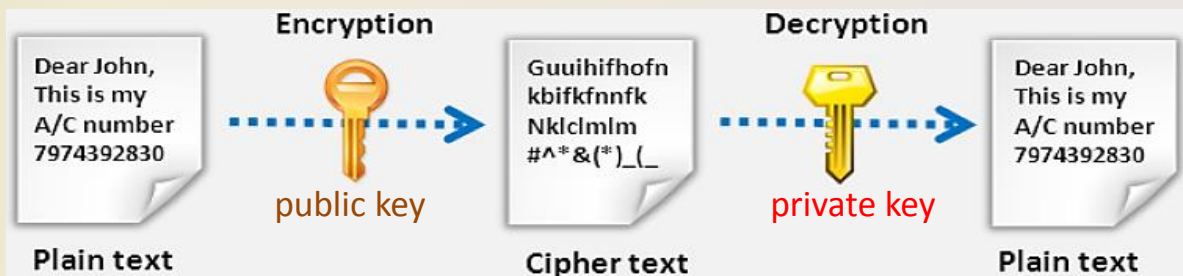 Encryption
Decryption
Dear John,
This is my
A/C number
7974392830
Guuihifhofn
kbifkfnnfk
Nklclmlm
#^*&(*)_(_
Dear John,
This is my
A/C number
7974392830
public key
private key
Plain text
Cipher text
Plain text